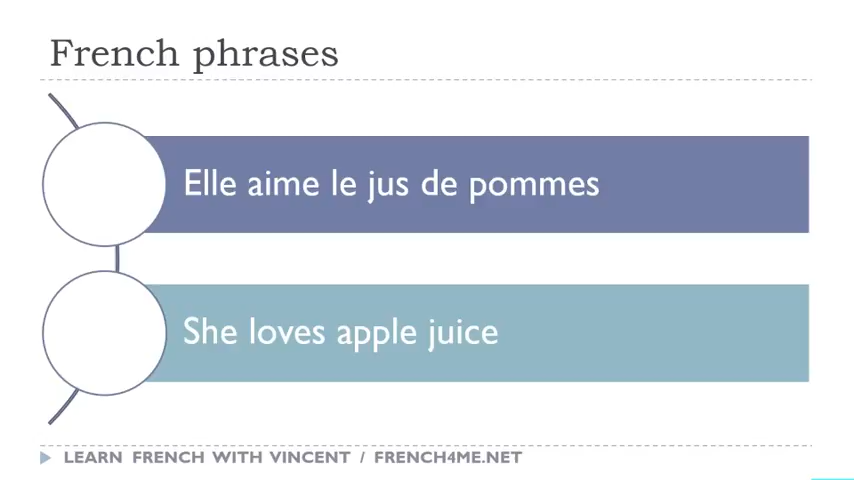 French phrases
Elle aime le jus de pommes
She loves apple juice
LEARN FRENCH WITH VINCENT / FRENCH4ME.NET